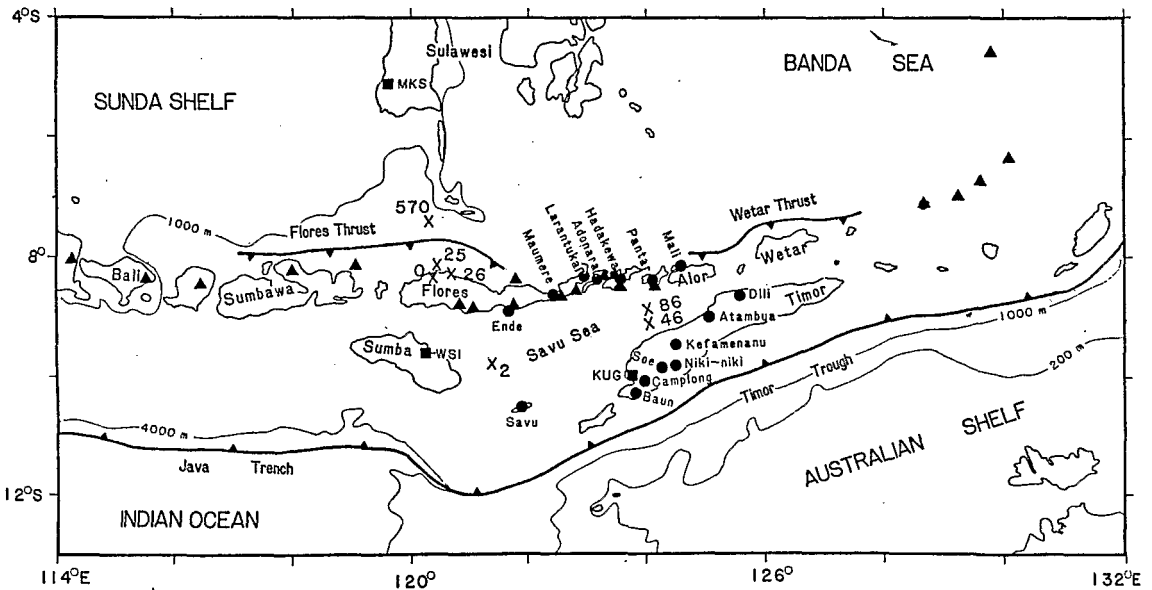 4°S
Sulawesi
BANDA SEA
MKS
SUNDA SHELF
570
1000 m
Flores Thrust
Wetar Thrust
Maumere
Larantuka
Adonara
Hadakewa
Pantar
Mali
8°
25
Bali
0
26
Wetar
Sumbawa
Flores
Alor
Dili
Timor
86
Ende
46
Atambya
1000 m
Savu Sea
Sumba
WSI
Kefamenanu
2
Soe
Niki-niki
200 m
KUG
Camplong
Timor Trough
Baun
Savu
4000 m
AUSTRALIAN SHELF
Java Trench
12°S
INDIAN OCEAN
114°E
120°
126°
132°E